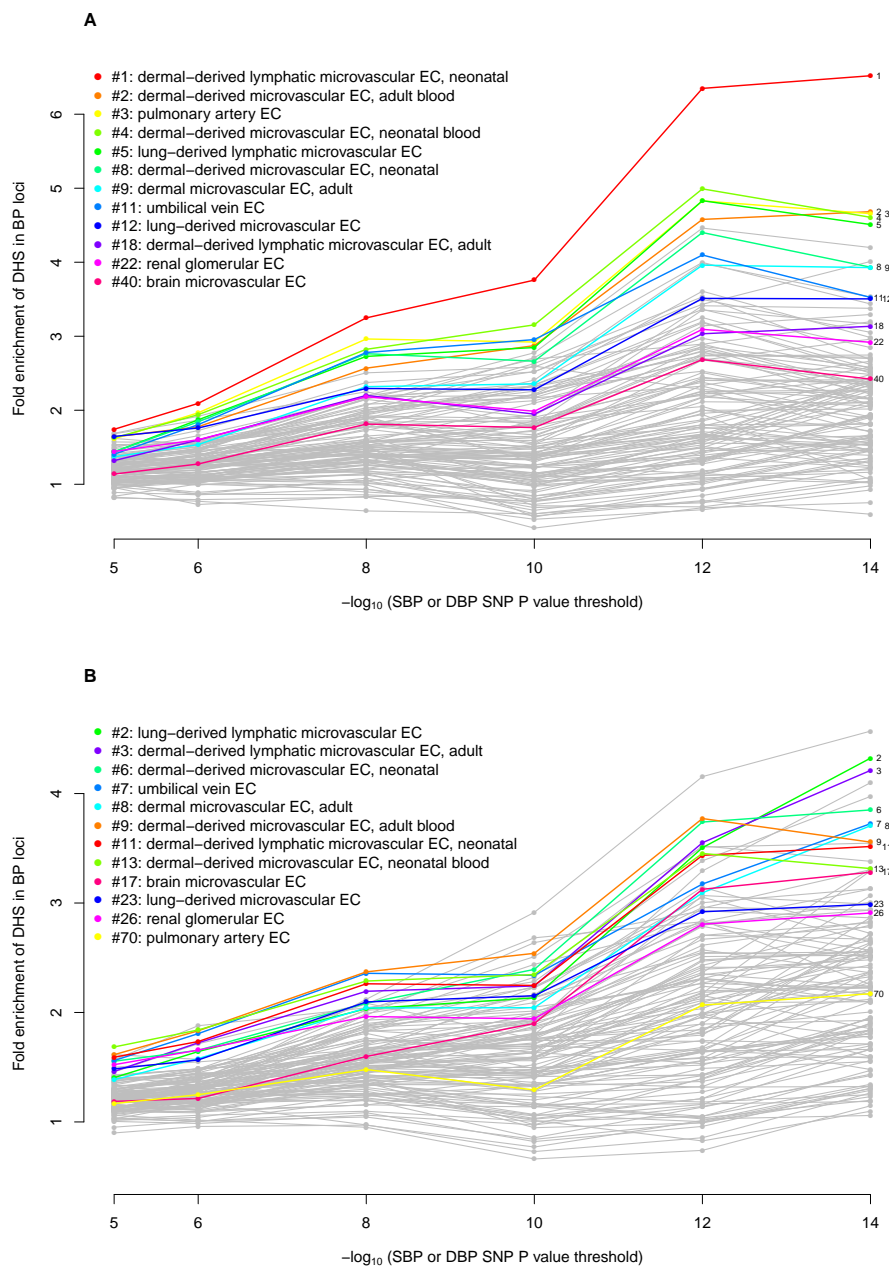 A
#1: dermal−derived lymphatic microvascular EC, neonatal
#2: dermal−derived microvascular EC, adult blood
#3: pulmonary artery EC
#4: dermal−derived microvascular EC, neonatal blood
#5: lung−derived lymphatic microvascular EC
#8: dermal−derived microvascular EC, neonatal
#9: dermal microvascular EC, adult
#11: umbilical vein EC
#12: lung−derived microvascular EC
#18: dermal−derived lymphatic microvascular EC, adult
#22: renal glomerular EC
#40: brain microvascular EC
Fold enrichment of DHS in BP loci
6
5
4
3
2
1
1
2 3
4
5
8 9
11 12
18
22
40
5 6 8 10 12 14
−log10 (SBP or DBP SNP P value threshold)
B
#2: lung−derived lymphatic microvascular EC
#3: dermal−derived lymphatic microvascular EC, adult
#6: dermal−derived microvascular EC, neonatal
#7: umbilical vein EC
#8: dermal microvascular EC, adult
#9: dermal−derived microvascular EC, adult blood
#11: dermal−derived lymphatic microvascular EC, neonatal
#13: dermal−derived microvascular EC, neonatal blood
#17: brain microvascular EC
#23: lung−derived microvascular EC
#26: renal glomerular EC
#70: pulmonary artery EC
Fold enrichment of DHS in BP loci
4
3
2
1
2
3
6
7 8
9
11
13 17
23
26
70
5 6 8 10 12 14
−log10 (SBP or DBP SNP P value threshold)